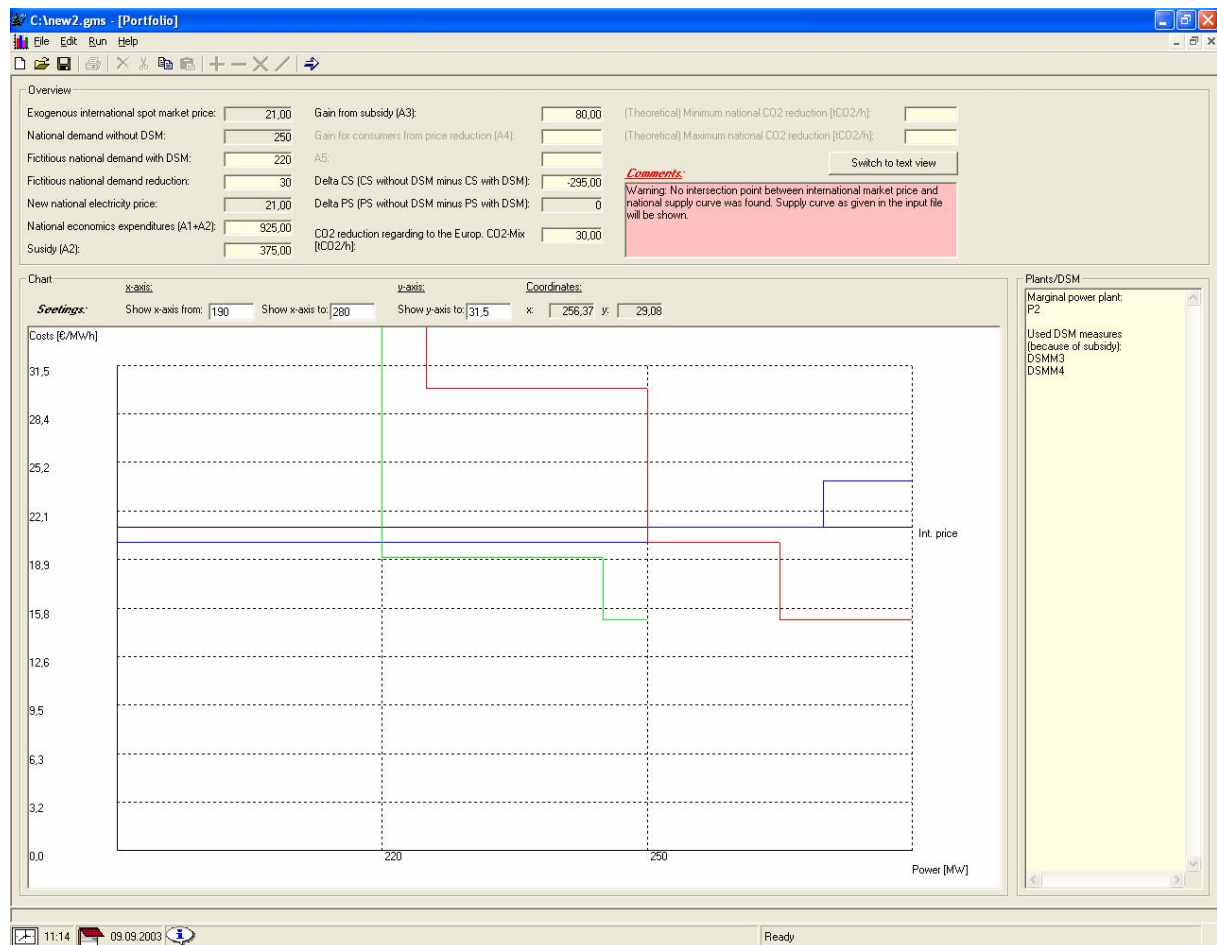 C:\new2.gms - [Portfolio]
File Edit Run Help
Overview
Exogenous international spot market price: 21,00
National demand without DSM: 250
Fictitious national demand with DSM: 220
Fictitious national demand reduction: 30
New national electricity price: 21,00
National economics expenditures (A1+A2): 925,00
Susidy (A2): 375,00
Gain from subsidy (A3): 80,00
Gain for consumers from price reduction (A4):
A5:
Delta CS (CS without DSM minus CS with DSM): -295,00
Delta PS (PS without DSM minus PS with DSM): 0
CO2 reduction regarding to the Europ. CO2-Mix 30,00
[tCO2/h]:
(Theoretical) Minimum national CO2 reduction [tCO2/h]:
(Theoretical) Maximum national CO2 reduction [tCO2/h]:
Switch to text view
Comments:
Warning: No intersection point between international market price and
national supply curve was found. Supply curve as given in the input file
will be shown.
Chart
x-axis: y-axis: Coordinates:
Seetings: Show x-axis from: 190 Show x-axis to: 280 Show y-axis to: 31,5 x: 256,37 y: 29,08
Costs [€/MWh]
31,5
28,4
25,2
22,1
Int. price
18,9
15,8
12,6
9,5
6,3
3,2
0,0
220 250
Power [MW]
Plants/DSM
Marginal power plant:
P2
Used DSM measures
(because of subsidy):
DSMM3
DSMM4
11:14 09.09.2003 Ready